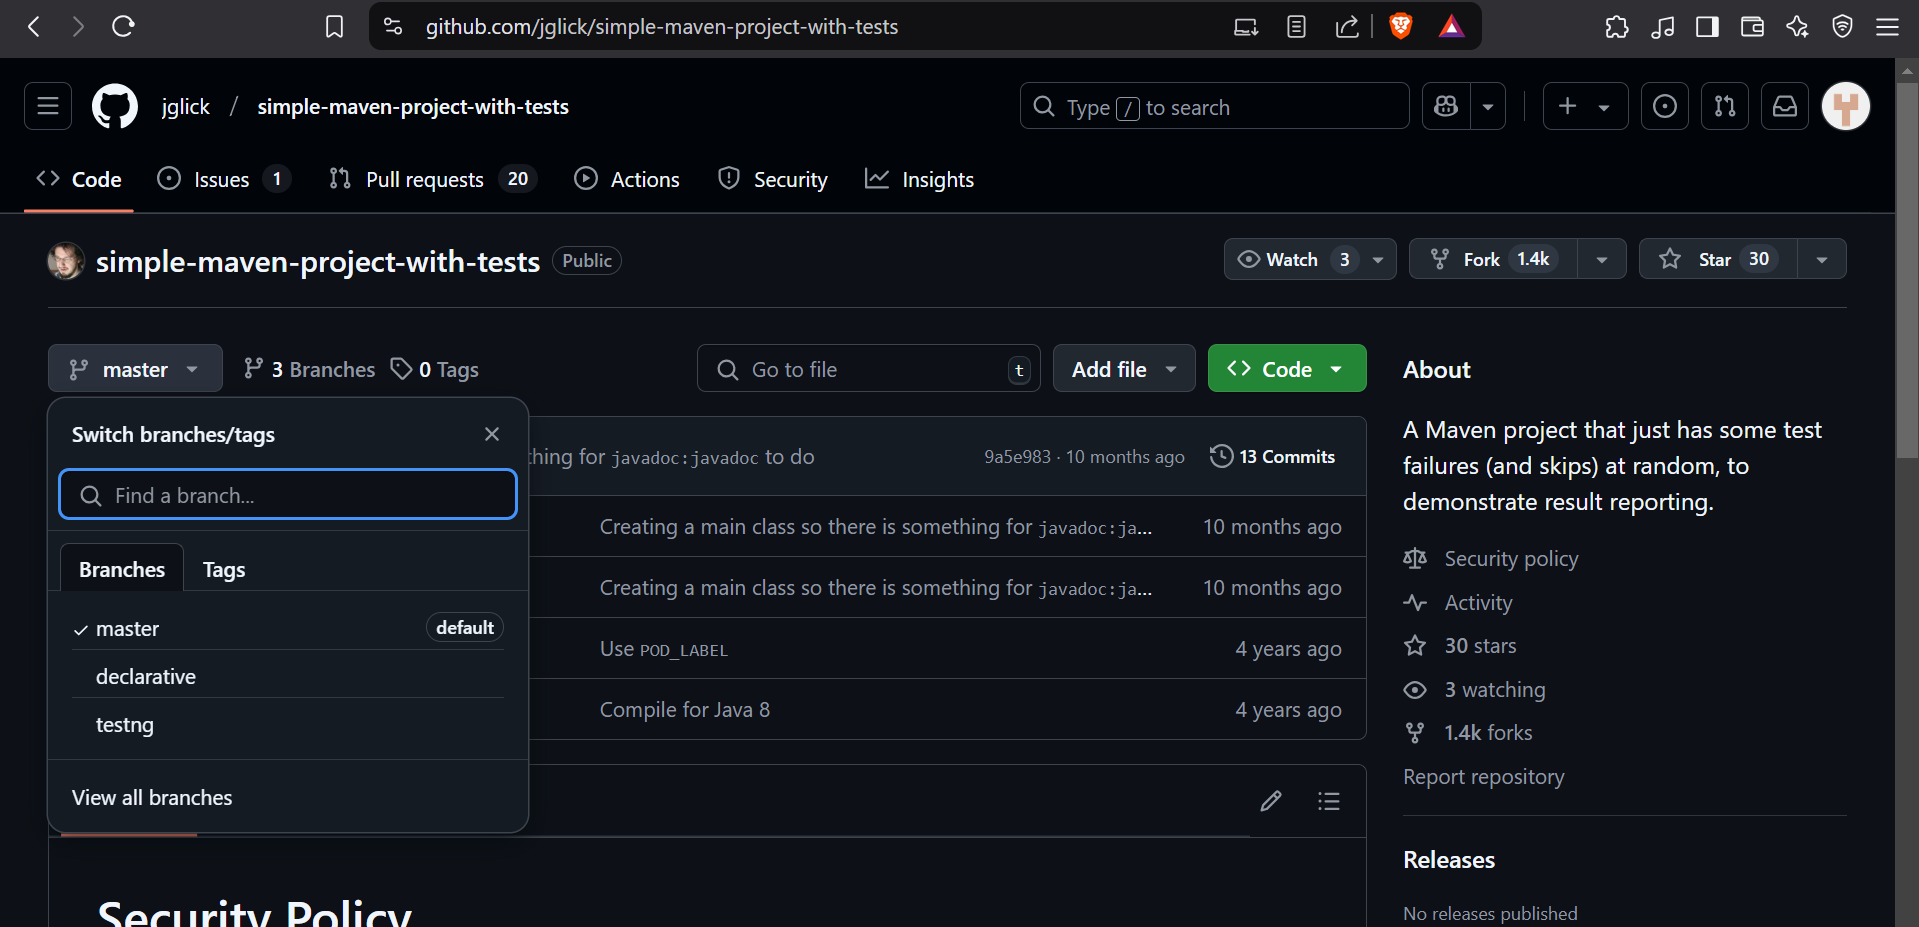 github.com/jglick/simple-maven-project-with-tests
jglick / simple-maven-project-with-tests
Type / to search
Code
Issues 1
Pull requests 20
Actions
Security
Insights
simple-maven-project-with-tests Public
Watch 3
Fork 1.4k
Star 30
master
3 Branches
0 Tags
Go to file t
Add file
Code
Switch branches/tags
Find a branch...
Branches Tags
master default
declarative
testng
View all branches
thing for javadoc:javadoc to do
9a5e983 · 10 months ago
13 Commits
Creating a main class so there is something for javadoc:ja... 10 months ago
Creating a main class so there is something for javadoc:ja... 10 months ago
Use POD_LABEL 4 years ago
Compile for Java 8 4 years ago
Security Policy
About
A Maven project that just has some test
failures (and skips) at random, to
demonstrate result reporting.
Security policy
Activity
30 stars
3 watching
1.4k forks
Report repository
Releases
No releases published